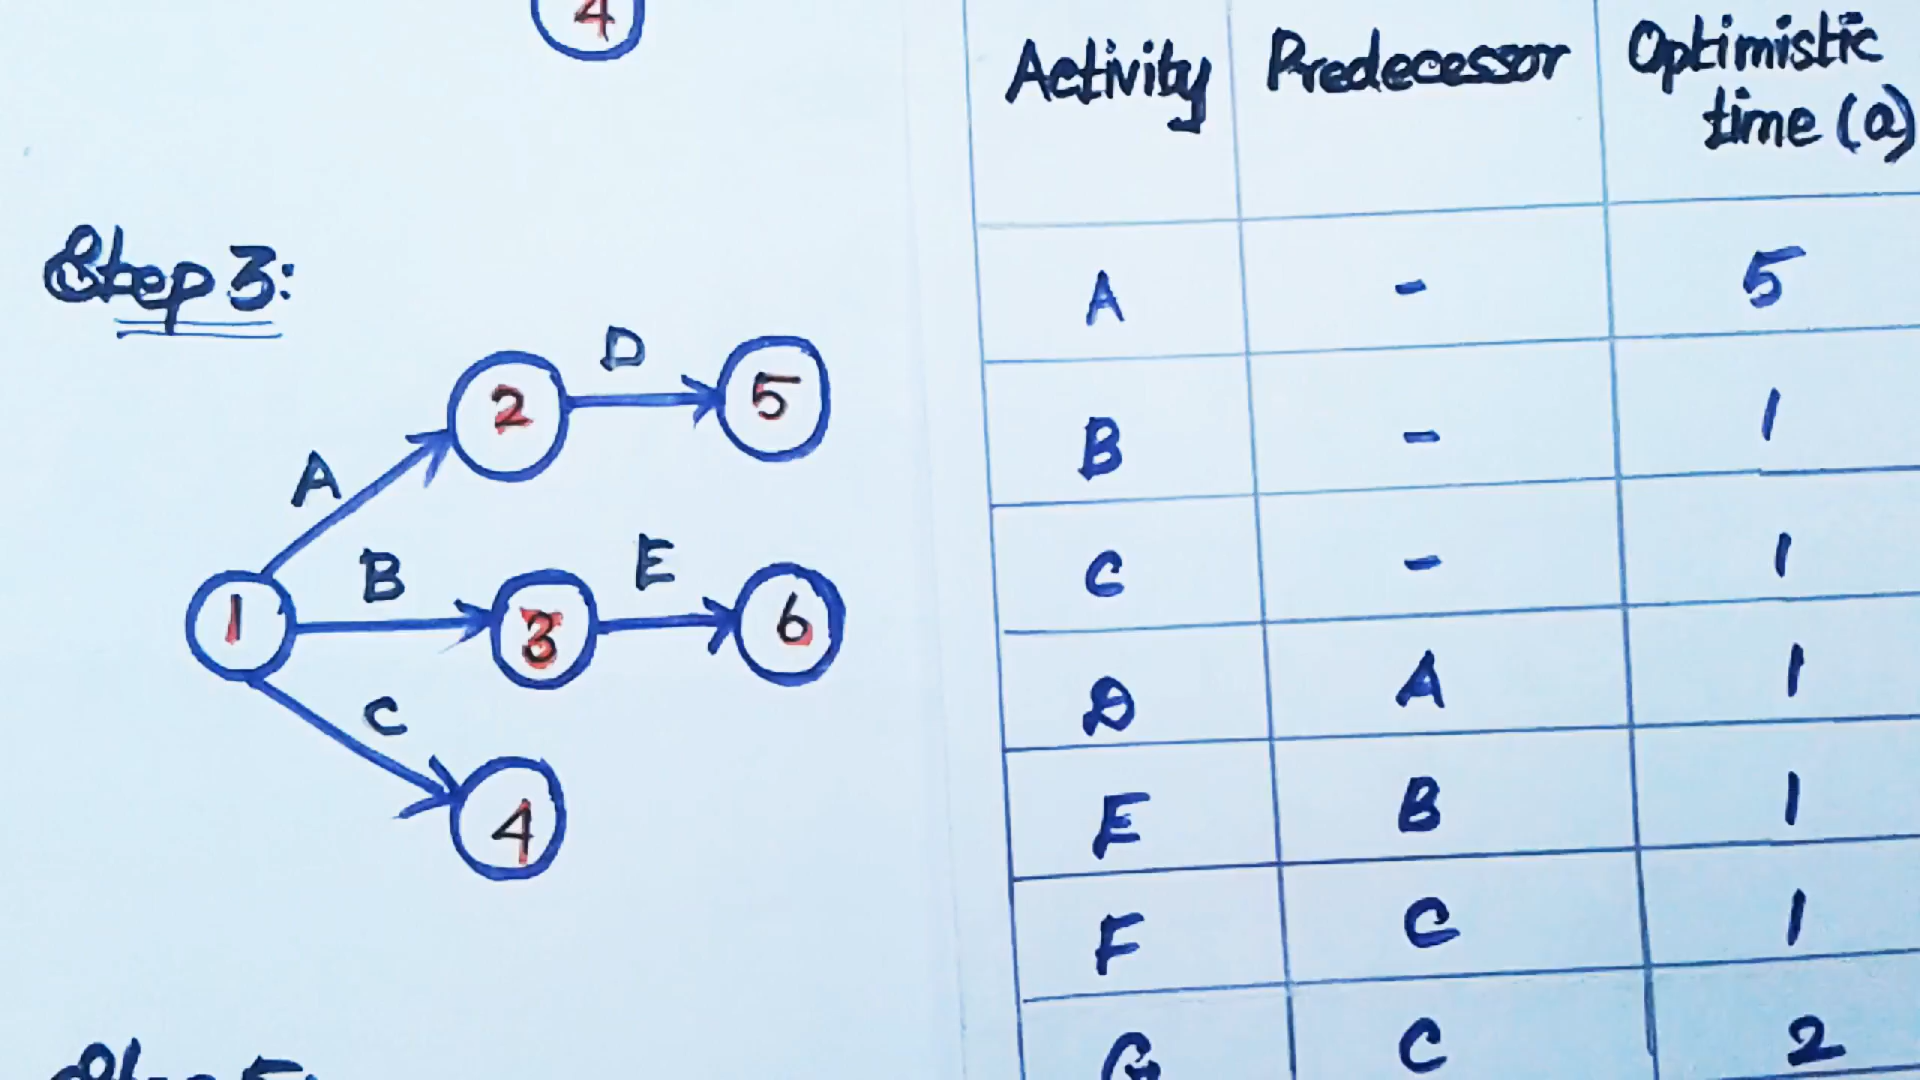 4
Step 3:
D
2
5
A
B
E
1
3
6
C
4
Activity Predecessor Optimistic
time (a)
A - 5
B - 1
C - 1
D A 1
E B 1
F C 1
G C 2